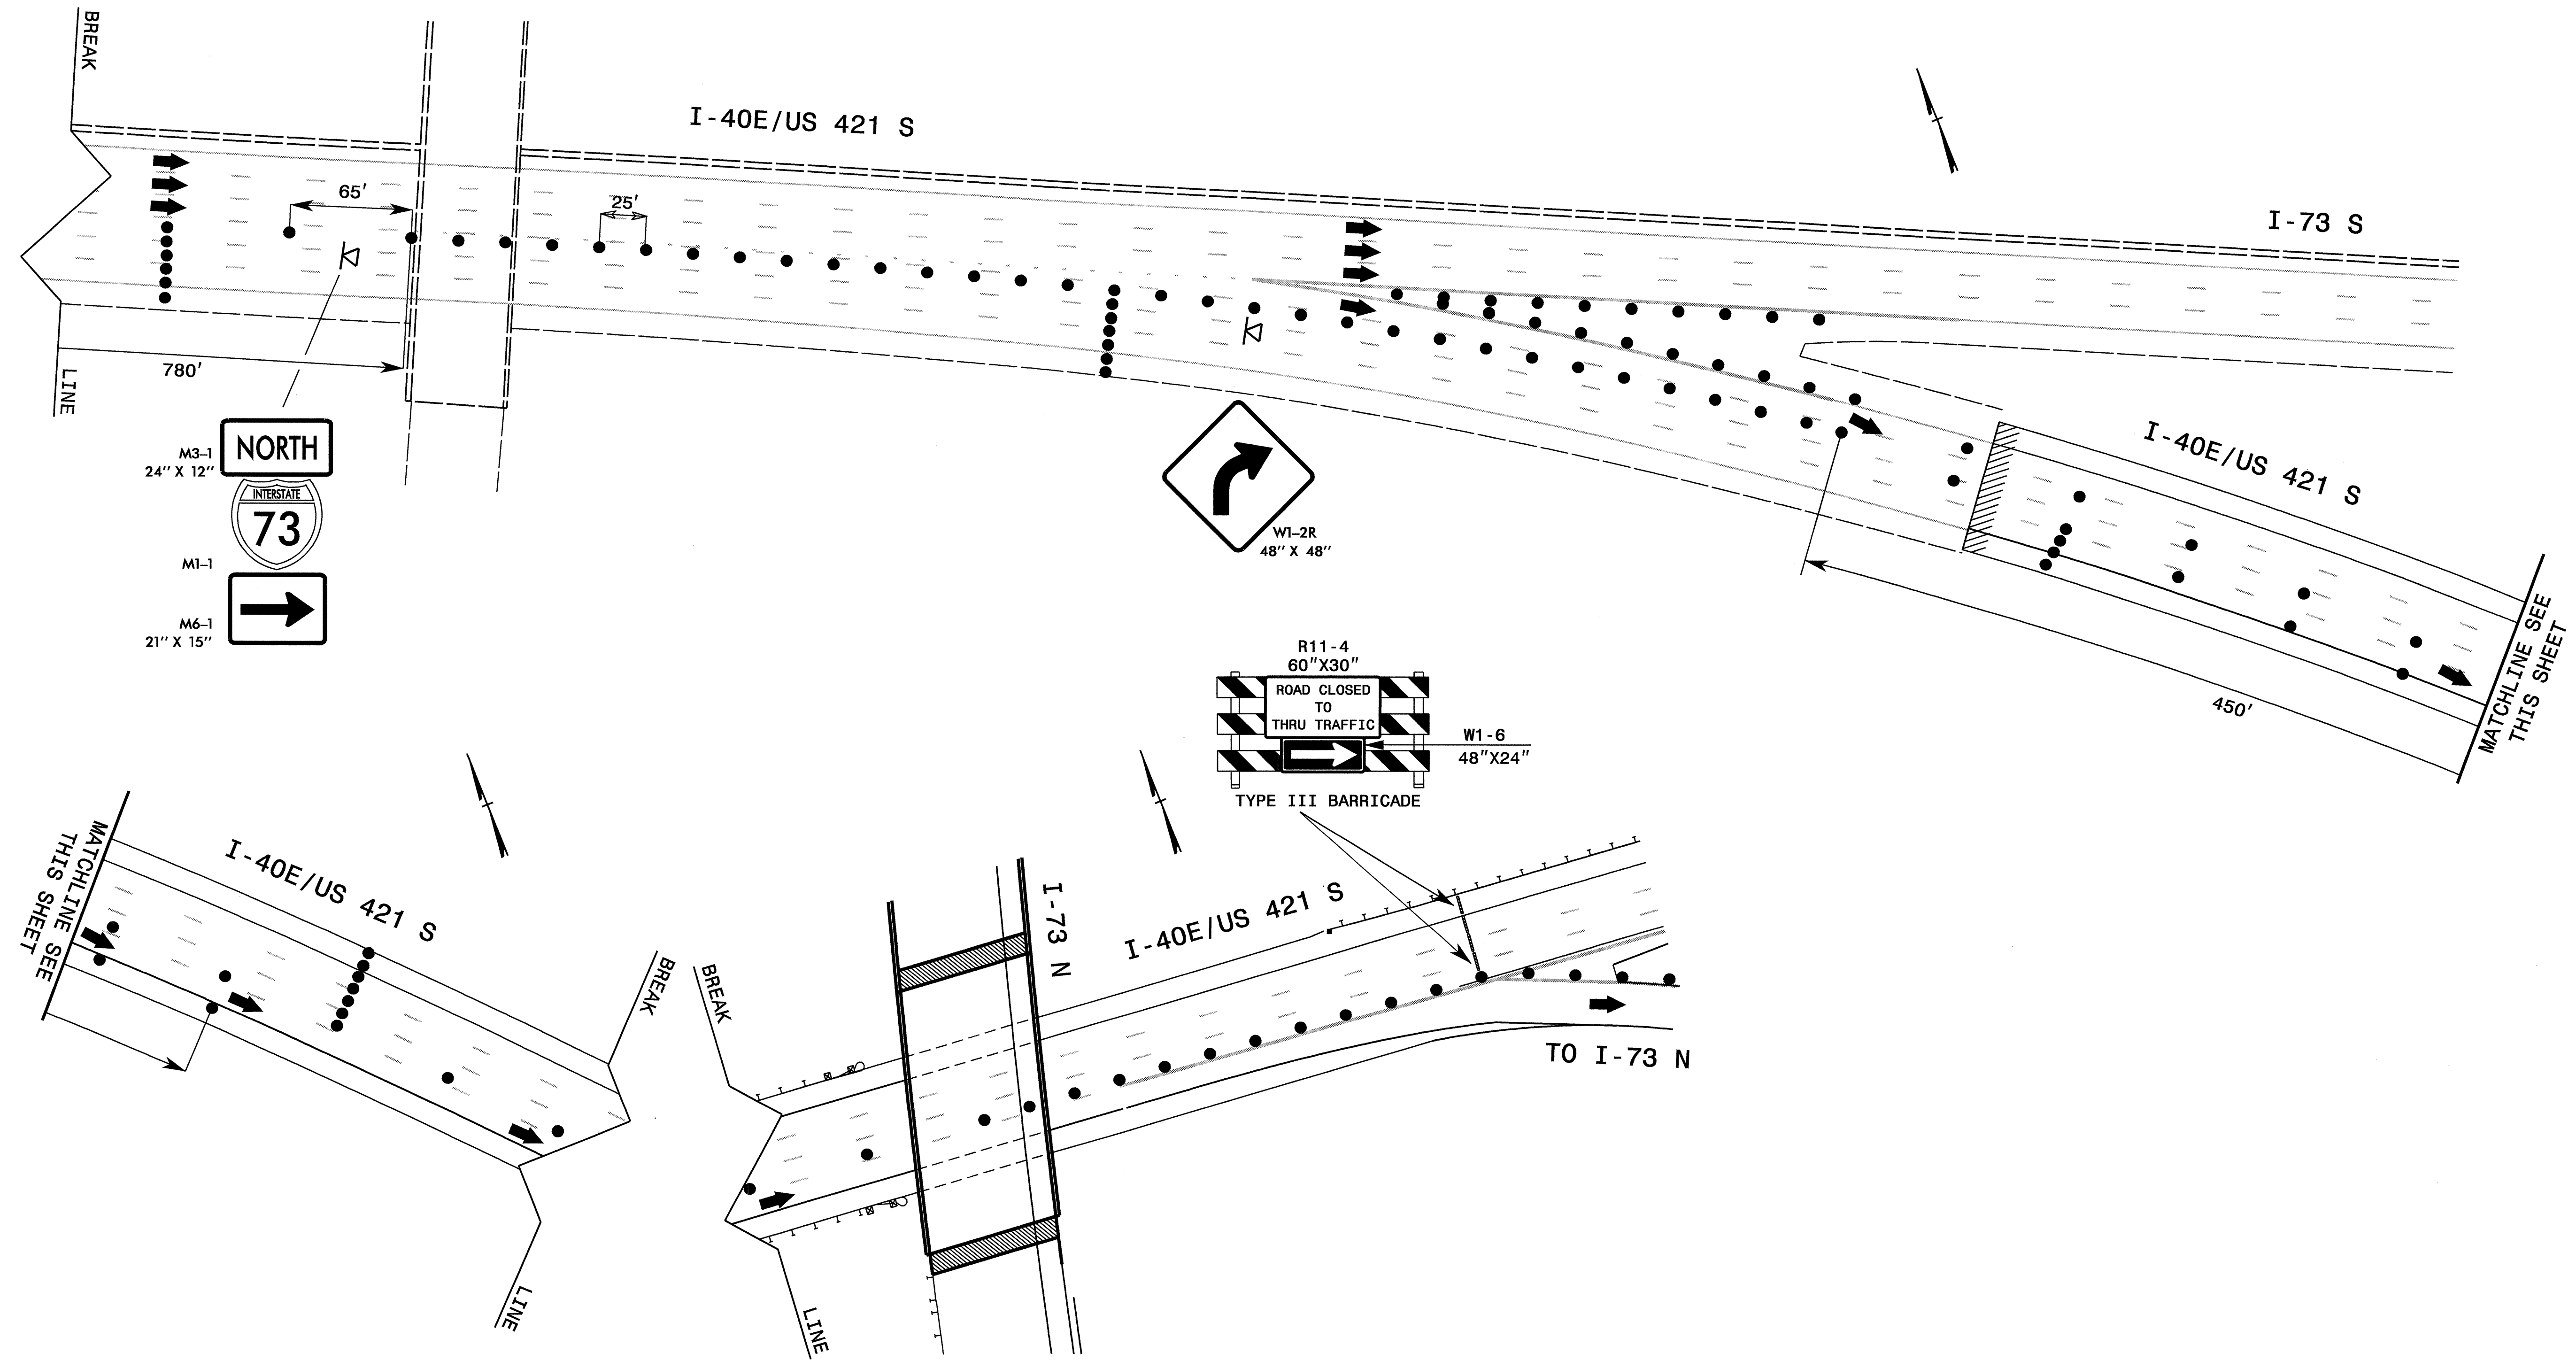 BREAK
LINE
I-40E/US 421 S
65'
25'
780'
I-73 S
M3-1
24" X 12"
NORTH
INTERSTATE
73
M1-1
M6-1
21" X 15"
W1-2R
48" X 48"
I-40E/US 421 S
450'
MATCHLINE SEE
THIS SHEET
R11-4
60"X30"
ROAD CLOSED
TO
THRU TRAFFIC
W1-6
48"X24"
TYPE III BARRICADE
MATCHLINE SEE
THIS SHEET
I-40E/US 421 S
BREAK
LINE
BREAK
LINE
I-73 N
I-40E/US 421 S
TO I-73 N